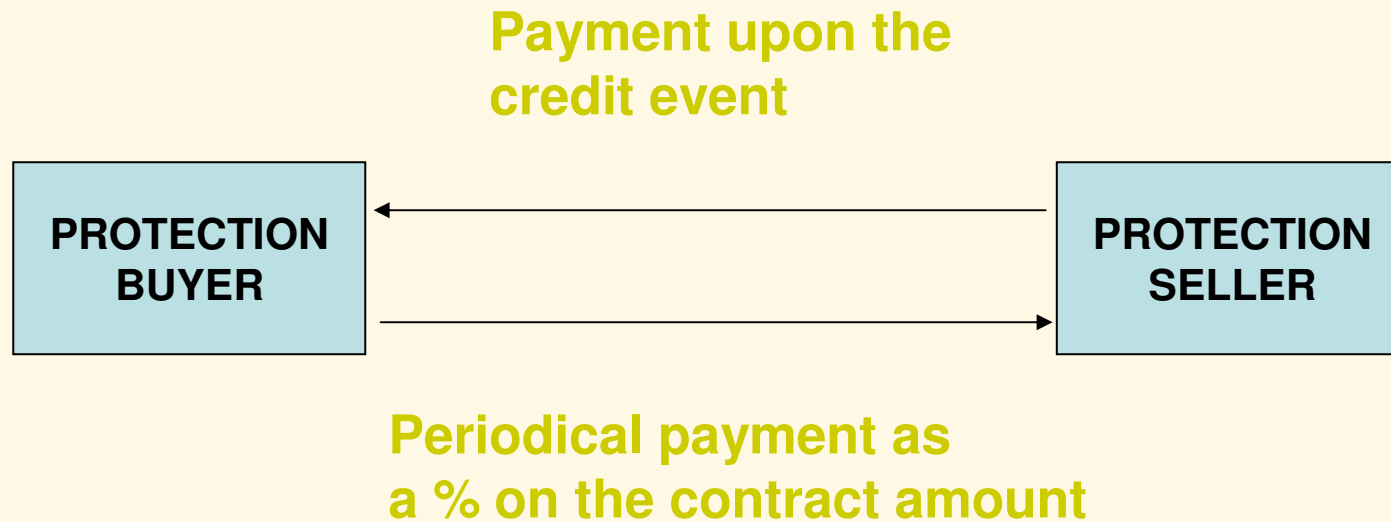 Payment upon the
credit event
PROTECTION
BUYER
PROTECTION
SELLER
Periodical payment as
a % on the contract amount